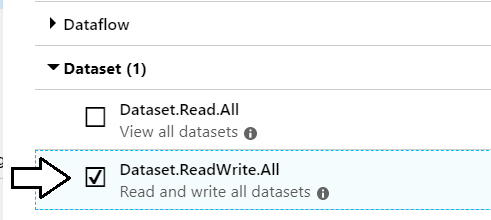 Dataflow
Dataset (1)
Dataset.Read.All
View all datasets
Dataset.ReadWrite.All
Read and write all datasets